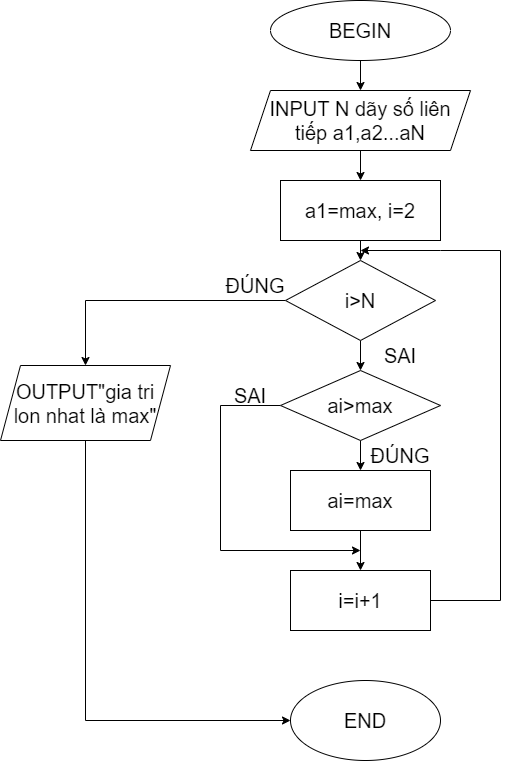 BEGIN
INPUT N dãy số liên
tiếp a1,a2...aN
a1=max, i=2
ĐÚNG
i>N
SAI
OUTPUT"gia tri
lon nhat là max"
SAI
ai>max
ĐÚNG
ai=max
i=i+1
END